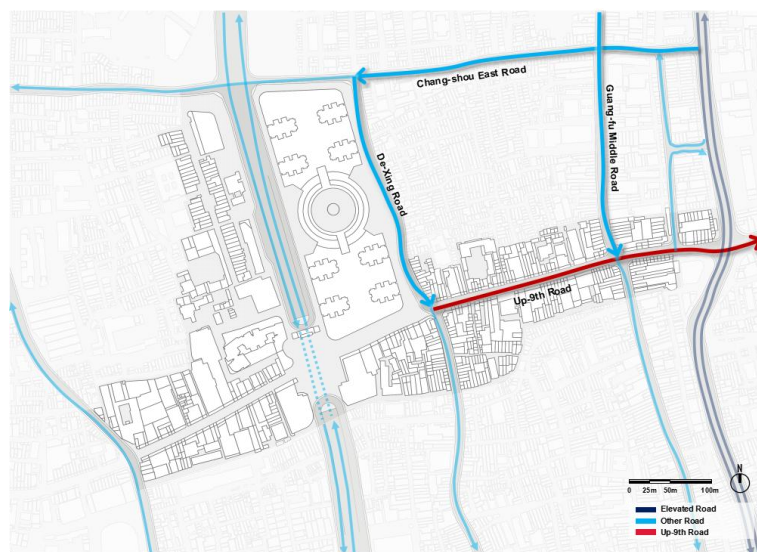 Chang-shou East Road
Guang-fu Middle Road
De-Xing Road
Up-9th Road
N
0 25m 50m 100m
Elevated Road
Other Road
Up-9th Road